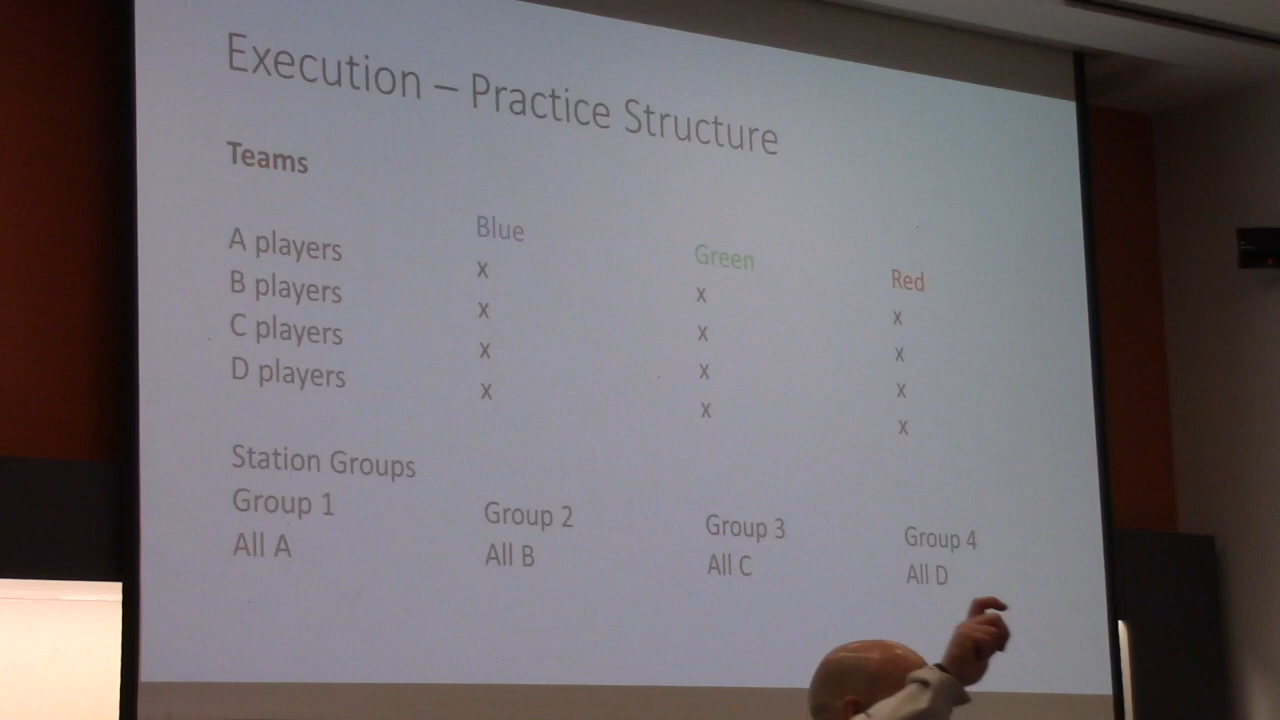 Execution – Practice Structure
Teams
Blue Green Red
A players x x x
B players x x x
C players x x x
D players x x x
Station Groups
Group 1 Group 2 Group 3 Group 4
All A All B All C All D